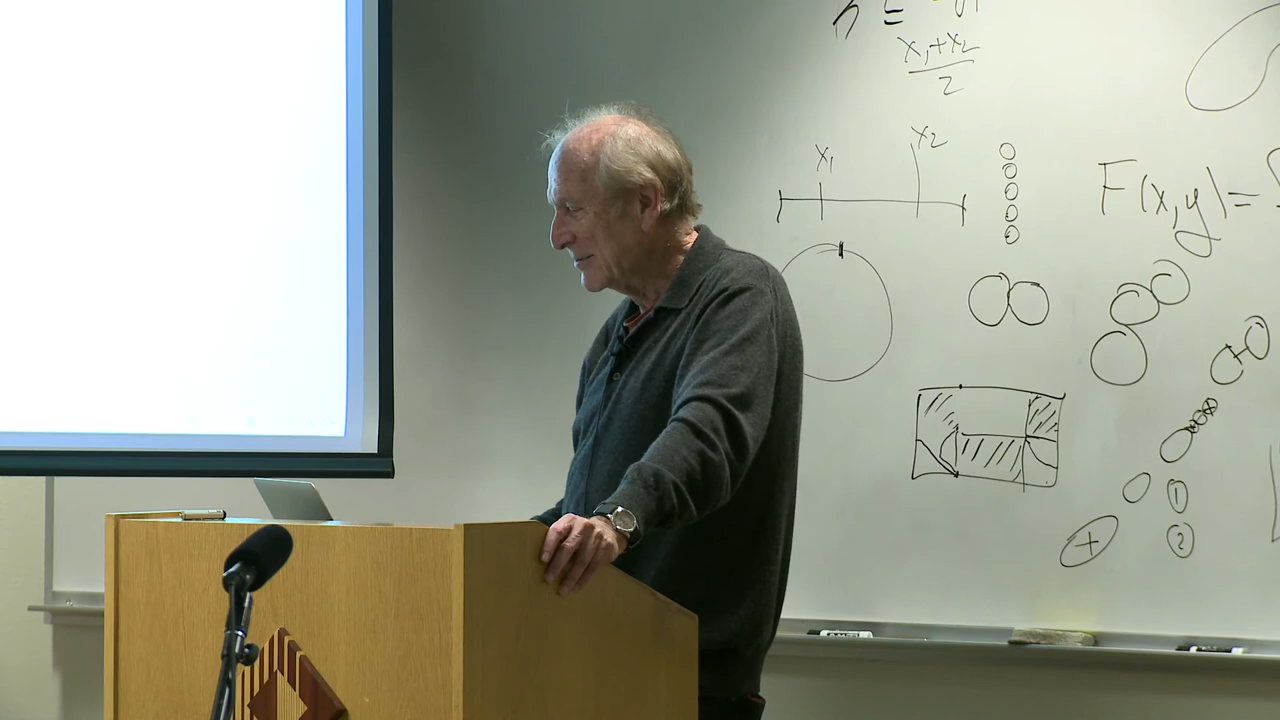 n =
x₁+x₂
2
x₁ x₂
F(x,y)=
+
1
2